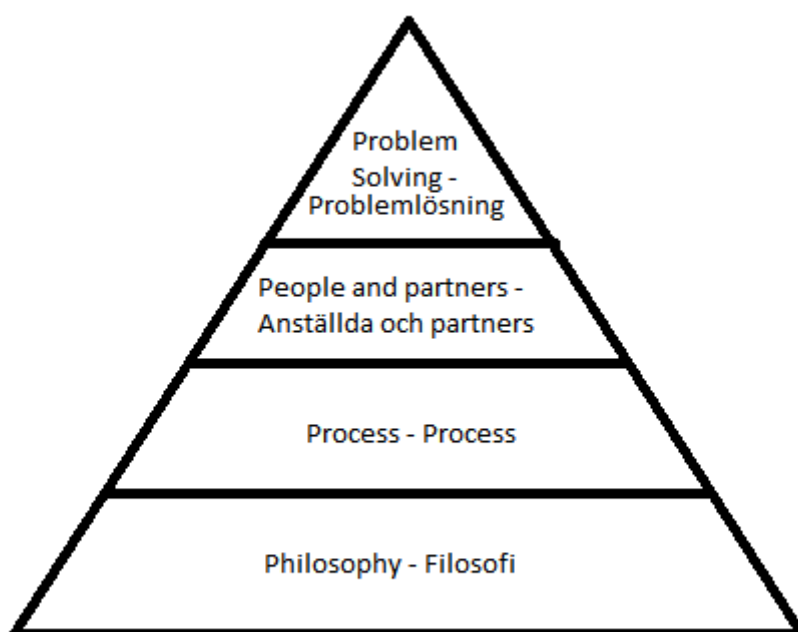 Problem
Solving -
Problemlösning
People and partners -
Anställda och partners
Process - Process
Philosophy - Filosofi